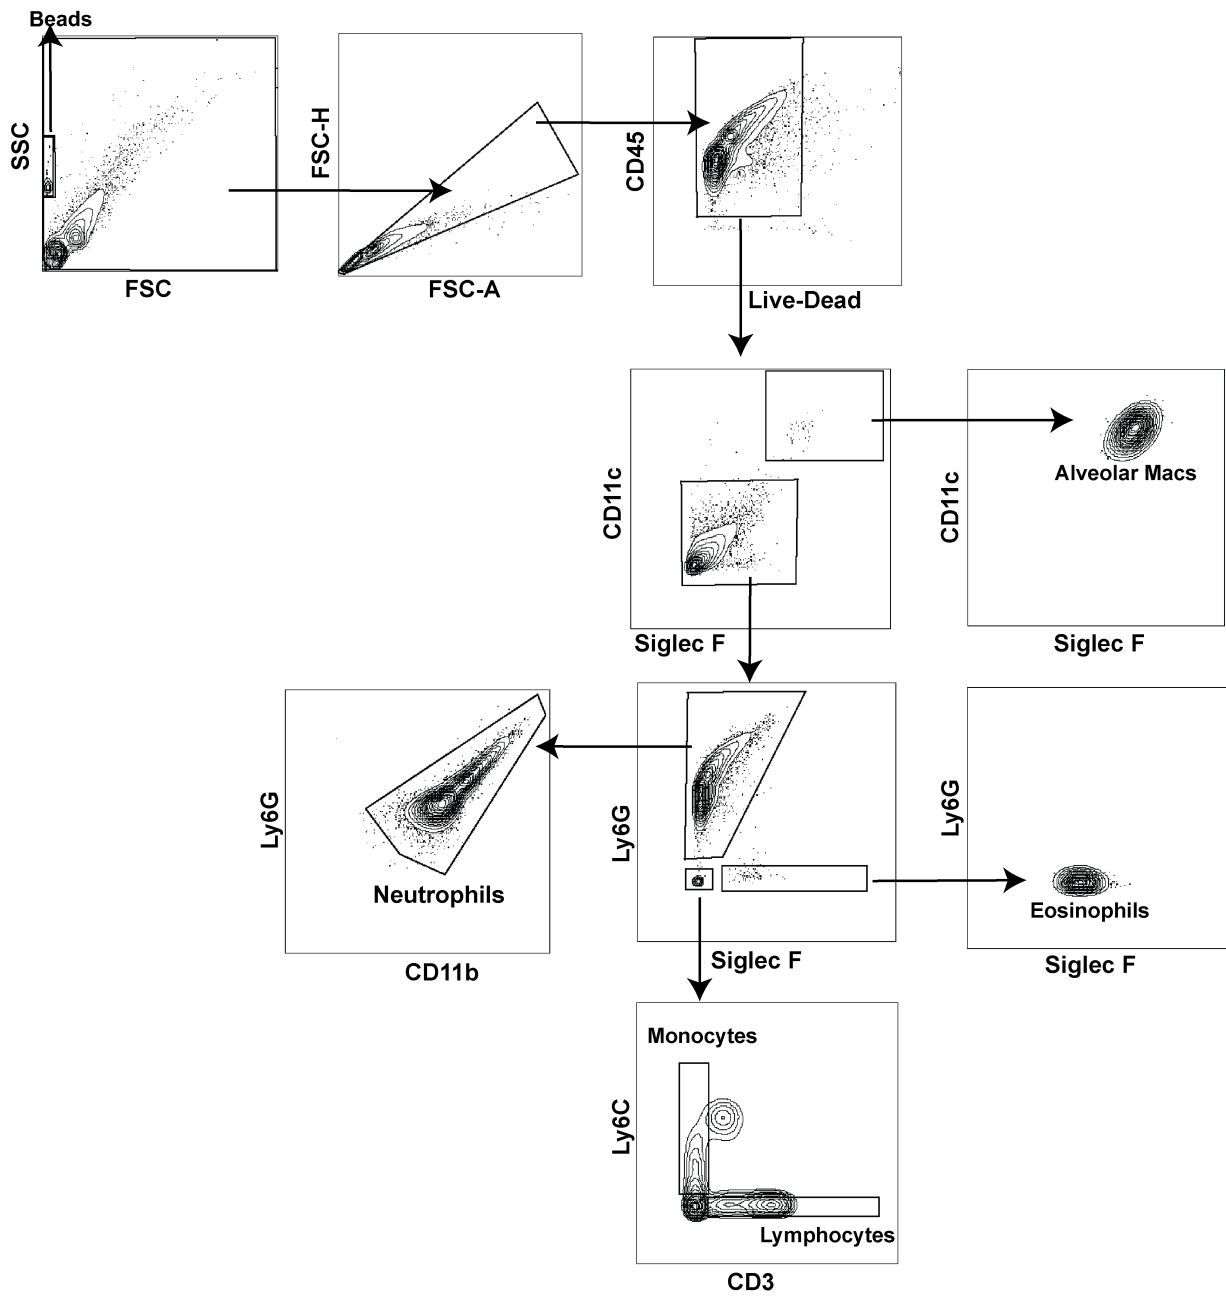 Beads
SSC
FSC
FSC-H
FSC-A
CD45
Live-Dead
CD11c
Siglec F
CD11c
Alveolar Macs
Siglec F
Ly6G
Neutrophils
CD11b
Ly6G
Siglec F
Ly6G
Eosinophils
Siglec F
Monocytes
Ly6C
Lymphocytes
CD3